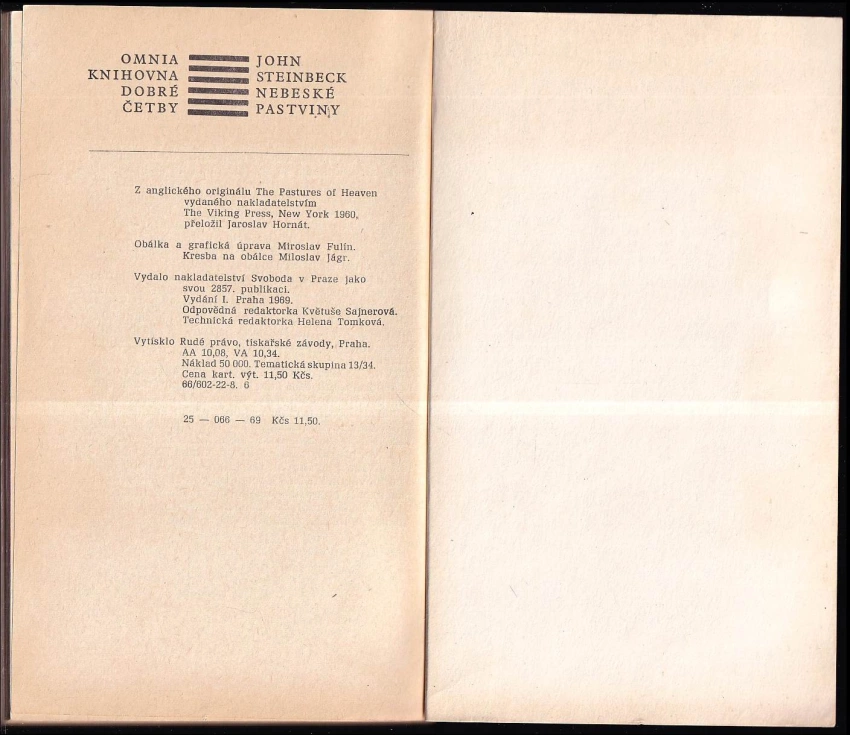 OMNIA
KNIHOVNA
DOBRÉ
ČETBY
JOHN
STEINBECK
NEBESKÉ
PASTVINY
Z anglického originálu The Pastures of Heaven
vydaného nakladatelstvím
The Viking Press, New York 1960,
přeložil Jaroslav Hornát.
Obálka a grafická úprava Miroslav Fulín.
Kresba na obálce Miloslav Jágr.
Vydalo nakladatelství Svoboda v Praze jako
svou 2857. publikaci.
Vydání I. Praha 1969.
Odpovědná redaktorka Květuše Sajnerová.
Technická redaktorka Helena Tomková.
Vytisklo Rudé právo, tiskařské závody, Praha.
AA 10,08, VA 10,34.
Náklad 50 000. Tematická skupina 13/34.
Cena kart. výt. 11,50 Kčs.
66/602-22-8. 6
25 — 066 — 69 Kčs 11,50.